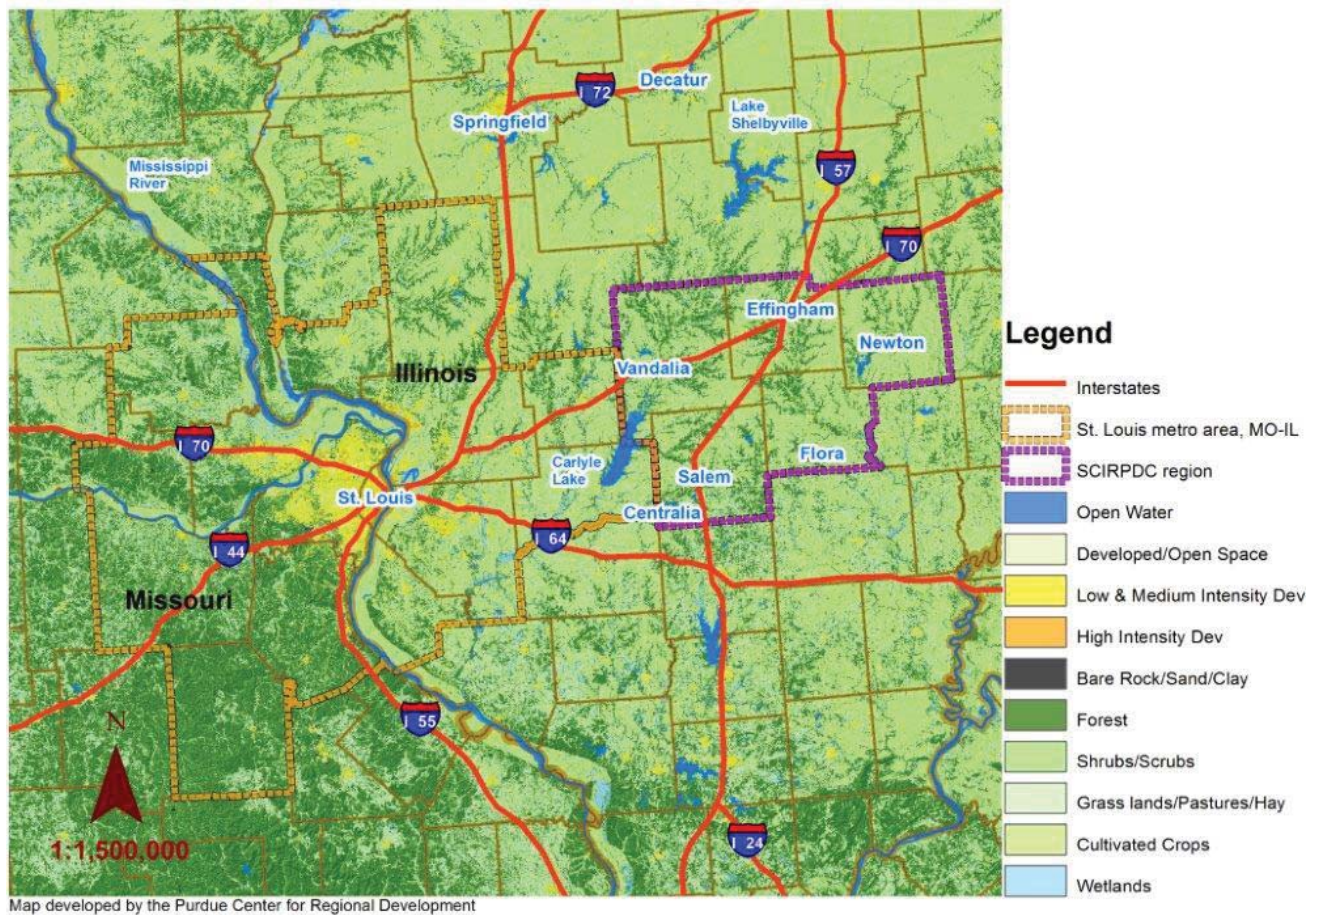 Decatur
I 72
Springfield
Lake
Shelbyville
Mississippi
River
I 57
I 70
Effingham
Newton
Illinois
Vandalia
I 70
Carlyle
Lake
Salem
Flora
St. Louis
Centralia
I 64
I 44
Missouri
I 55
N
I 24
1:1,500,000
Legend
Interstates
St. Louis metro area, MO-IL
SCIRPDC region
Open Water
Developed/Open Space
Low & Medium Intensity Dev
High Intensity Dev
Bare Rock/Sand/Clay
Forest
Shrubs/Scrubs
Grass lands/Pastures/Hay
Cultivated Crops
Wetlands
Map developed by the Purdue Center for Regional Development